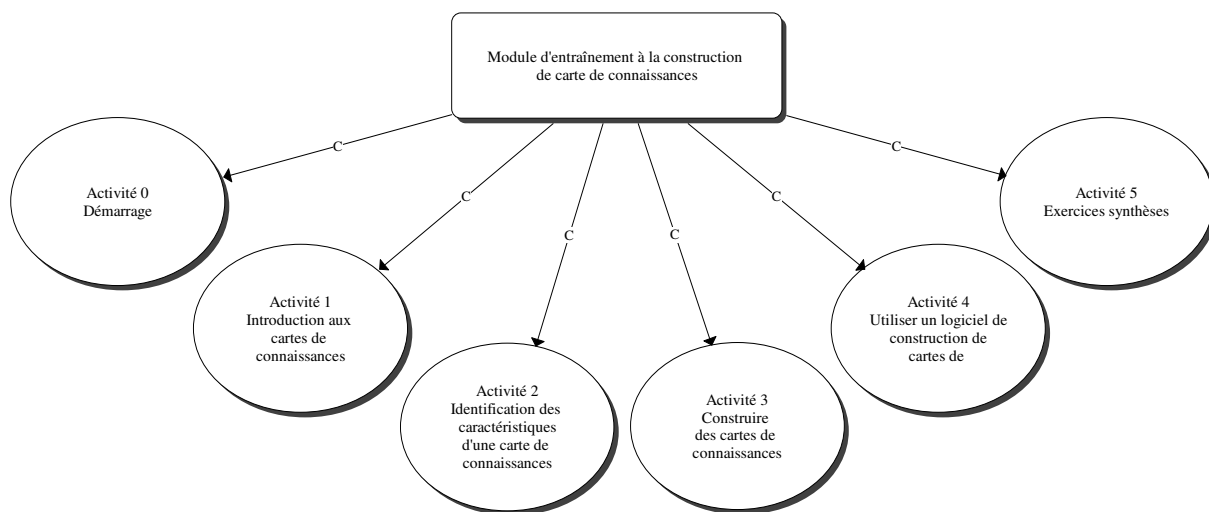 Module d'entraînement à la construction
de carte de connaissances
C
C
C
C
C
C
Activité 0
Démarrage
Activité 1
Introduction aux
cartes de
connaissances
Activité 2
Identification des
caractéristiques
d'une carte de
connaissances
Activité 3
Construire
des cartes de
connaissances
Activité 4
Utiliser un logiciel de
construction de
cartes de
Activité 5
Exercices synthèses